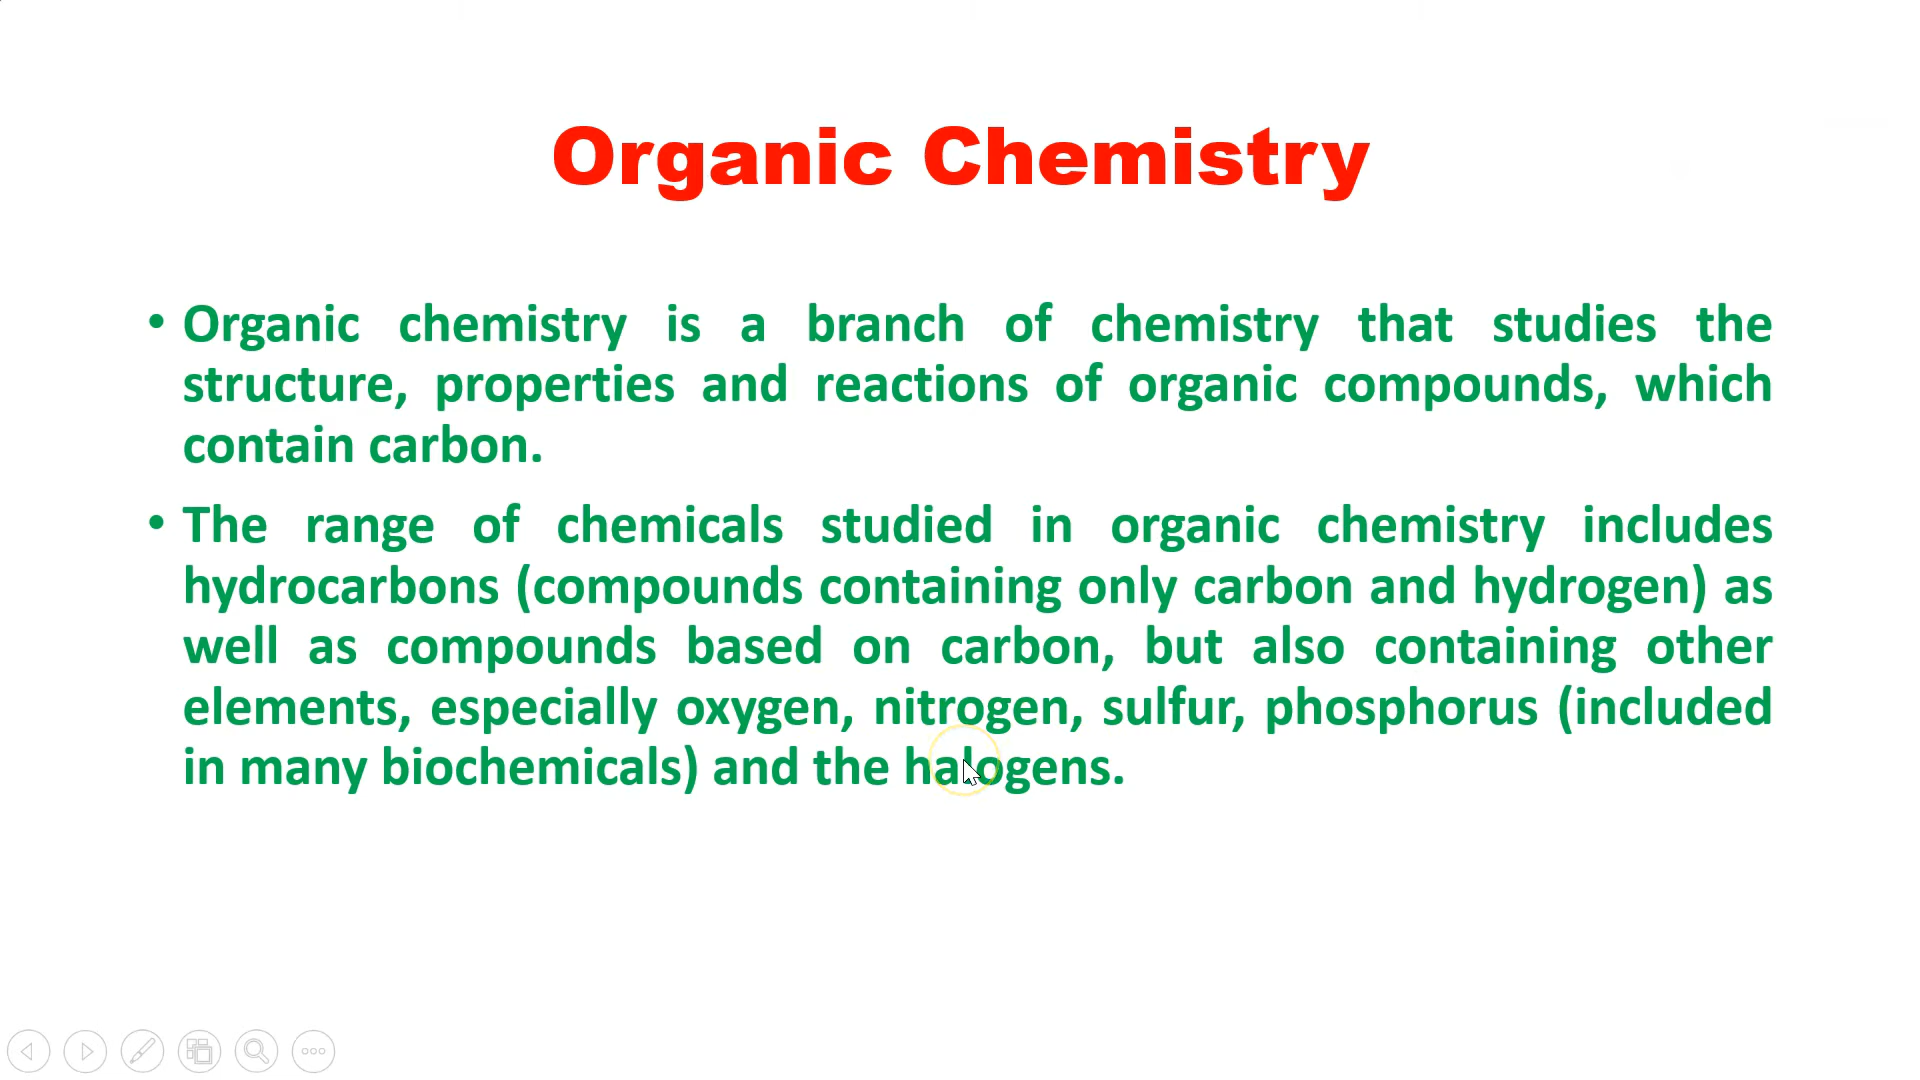 Organic Chemistry
• Organic chemistry is a branch of chemistry that studies the
structure, properties and reactions of organic compounds, which
contain carbon.
• The range of chemicals studied in organic chemistry includes
hydrocarbons (compounds containing only carbon and hydrogen) as
well as compounds based on carbon, but also containing other
elements, especially oxygen, nitrogen, sulfur, phosphorus (included
in many biochemicals) and the halogens.